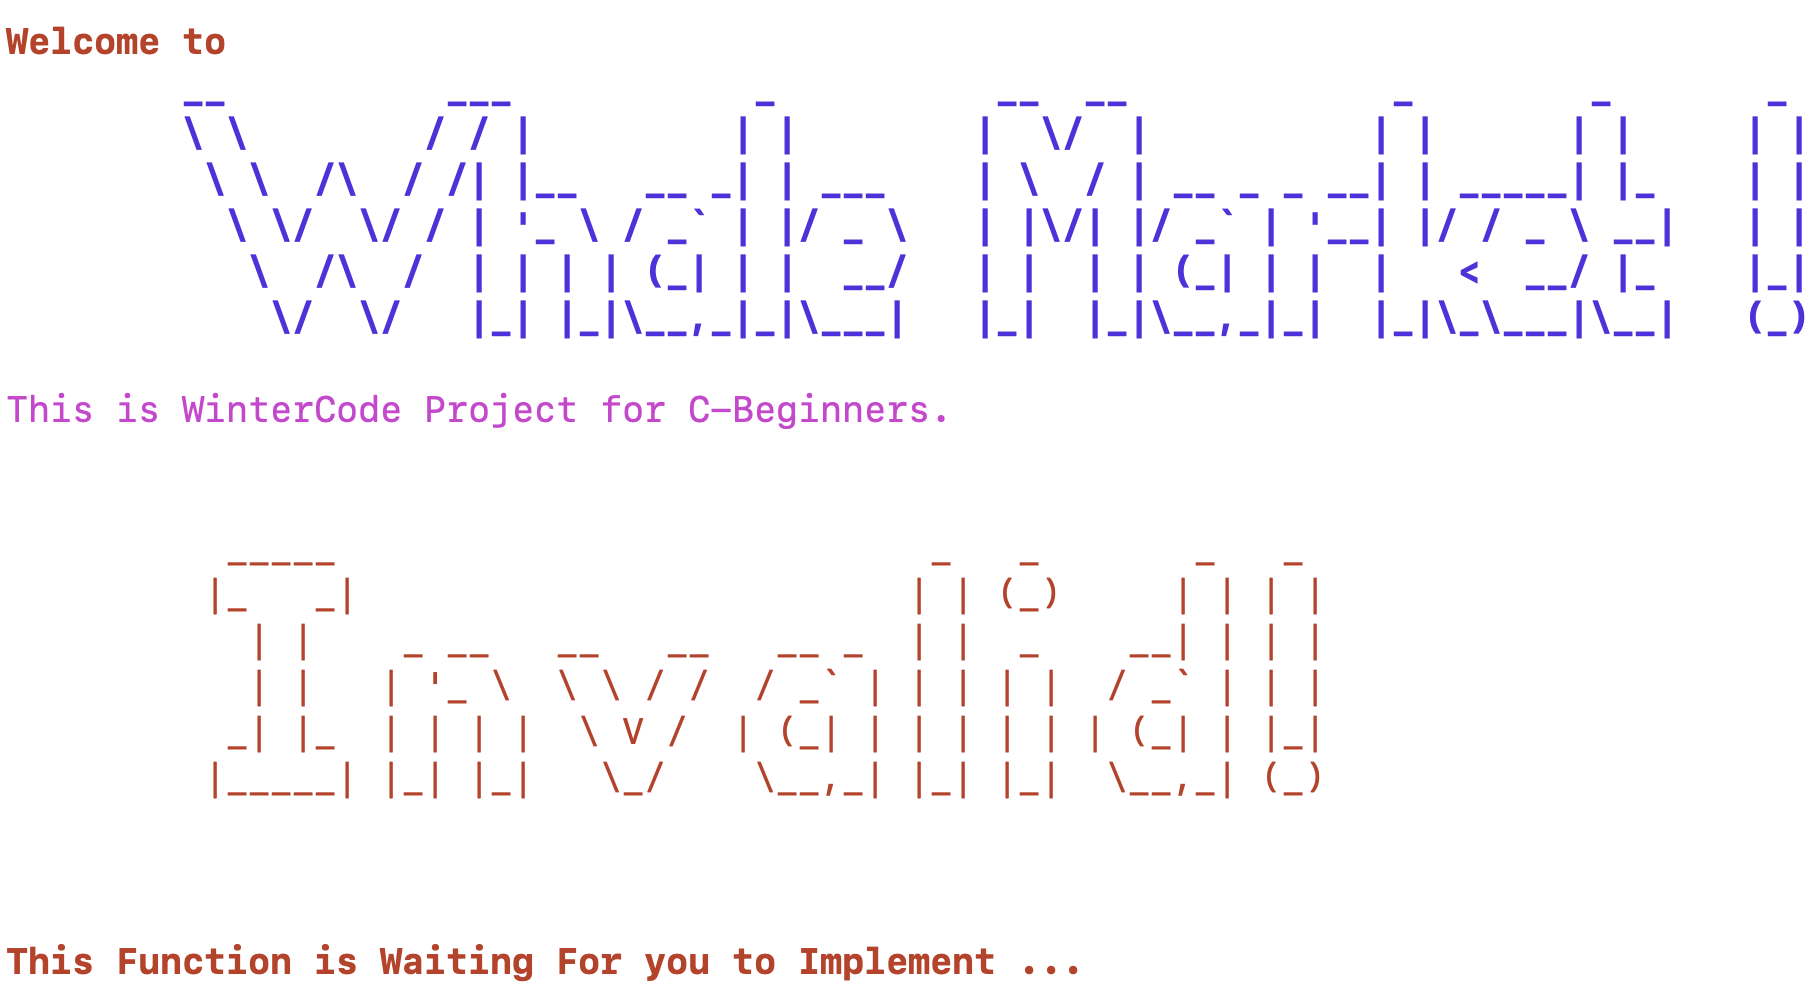 Welcome to
Whale Market !
This is WinterCode Project for C-Beginners.
Invalid!
This Function is Waiting For you to Implement ...